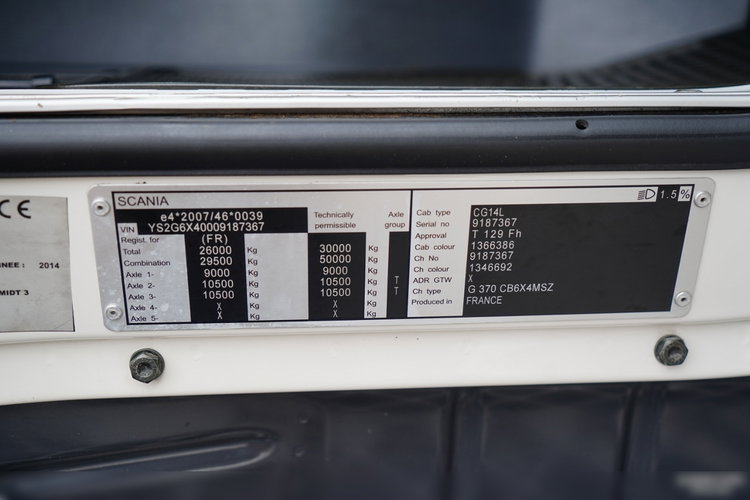 CE
NEE : 2014
MIDT 3
SCANIA
e4*2007/46*0039
VIN YS2G6X40009187367
Technically permissible
Axle group
Regist. for (FR)
Total 26000 Kg 30000 Kg
Combination 29500 Kg 50000 Kg
Axle 1- 9000 Kg 9000 Kg
Axle 2- 10500 Kg 10500 Kg T
Axle 3- 10500 Kg 10500 Kg T
Axle 4- X Kg X Kg
Axle 5- X Kg X Kg
1.5 %
Cab type CG14L
Serial no 9187367
Approval T 129 Fh
Cab colour 1366386
Ch No 9187367
Ch colour 1346692
ADR GTW X
Ch type G 370 CB6X4MSZ
Produced in FRANCE